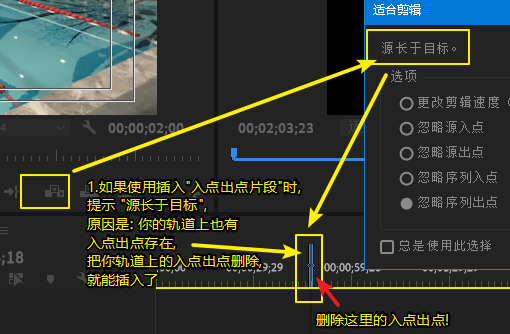 适合剪辑
源长于目标。
选项
更改剪辑速度
忽略源入点
忽略源出点
忽略序列入点
忽略序列出点
总是使用此选择
00;00;02;00
00;02;03;23
1.如果使用插入"入点出点片段"时,
提示 "源长于目标",
原因是: 你的轨道上也有
入点出点存在,
把你轨道上的入点出点删除,
就能插入了
;18
00;00
00;00;29;29
00;00;59;28
删除这里的入点出点!